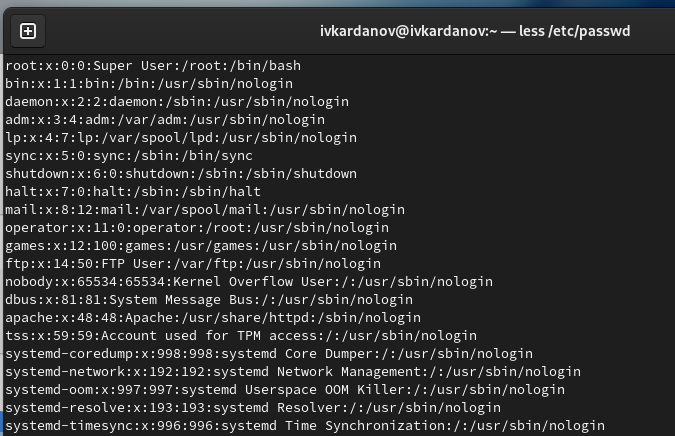 ivkardanov@ivkardanov:~ — less /etc/passwd
root:x:0:0:Super User:/root:/bin/bash
bin:x:1:1:bin:/bin:/usr/sbin/nologin
daemon:x:2:2:daemon:/sbin:/usr/sbin/nologin
adm:x:3:4:adm:/var/adm:/usr/sbin/nologin
lp:x:4:7:lp:/var/spool/lpd:/usr/sbin/nologin
sync:x:5:0:sync:/sbin:/bin/sync
shutdown:x:6:0:shutdown:/sbin:/sbin/shutdown
halt:x:7:0:halt:/sbin:/sbin/halt
mail:x:8:12:mail:/var/spool/mail:/usr/sbin/nologin
operator:x:11:0:operator:/root:/usr/sbin/nologin
games:x:12:100:games:/usr/games:/usr/sbin/nologin
ftp:x:14:50:FTP User:/var/ftp:/usr/sbin/nologin
nobody:x:65534:65534:Kernel Overflow User:/:/usr/sbin/nologin
dbus:x:81:81:System Message Bus:/:/usr/sbin/nologin
apache:x:48:48:Apache:/usr/share/httpd:/sbin/nologin
tss:x:59:59:Account used for TPM access:/:/usr/sbin/nologin
systemd-coredump:x:998:998:systemd Core Dumper:/:/usr/sbin/nologin
systemd-network:x:192:192:systemd Network Management:/:/usr/sbin/nologin
systemd-oom:x:997:997:systemd Userspace OOM Killer:/:/usr/sbin/nologin
systemd-resolve:x:193:193:systemd Resolver:/:/usr/sbin/nologin
systemd-timesync:x:996:996:systemd Time Synchronization:/:/usr/sbin/nologin